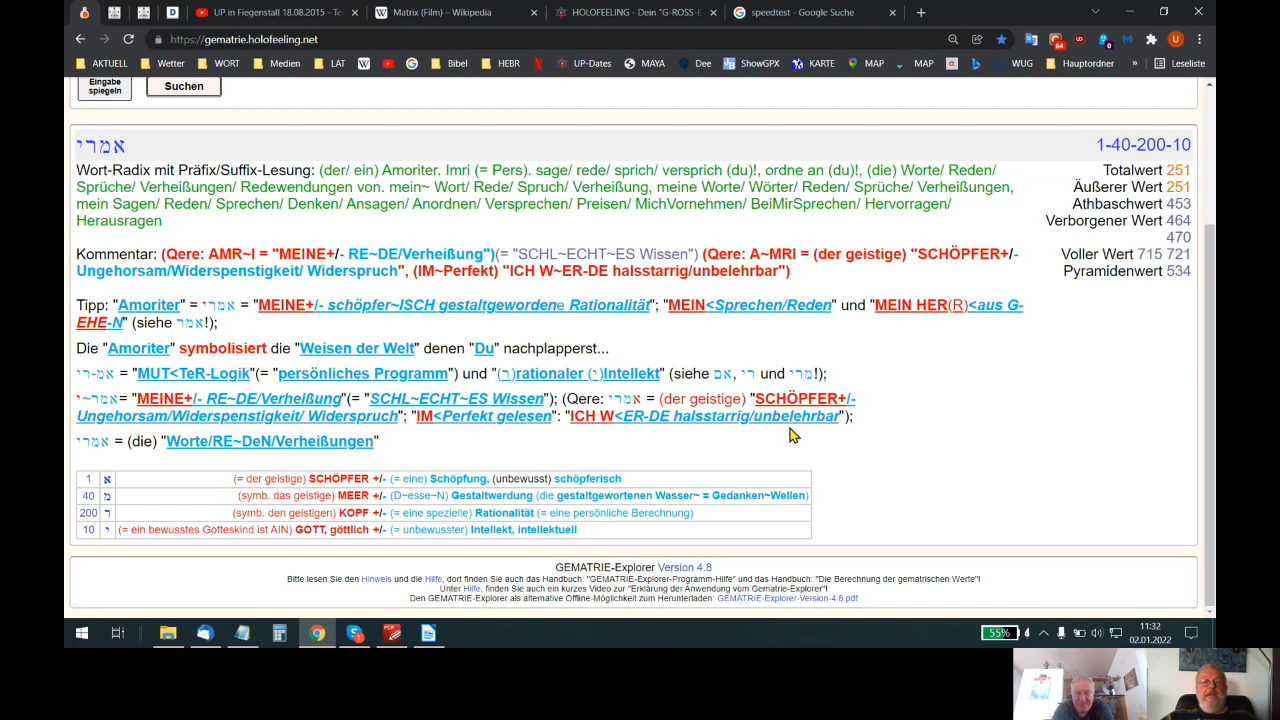 UP in Fiegenstall 18.08.2015 - Te
Matrix (Film) – Wikipedia
HOLOFEELING - Dein "G-ROSS-E
speedtest - Google Suche
https://gematrie.holofeeling.net
AKTUELL Wetter WORT Medien LAT Bibel HEBR UP-Dates MAYA Dee ShowGPX KARTE MAP MAP WUG Hauptordner » Leseliste
Eingabe
spiegeln
Suchen
אמרי
1-40-200-10
Wort-Radix mit Präfix/Suffix-Lesung: (der/ ein) Amoriter. Imri (= Pers). sage/ rede/ sprich/ versprich (du)!, ordne an (du)!, (die) Worte/ Reden/
Sprüche/ Verheißungen/ Redewendungen von. mein~ Wort/ Rede/ Spruch/ Verheißung, meine Worte/ Wörter/ Reden/ Sprüche/ Verheißungen,
mein Sagen/ Reden/ Sprechen/ Denken/ Ansagen/ Anordnen/ Versprechen/ Preisen/ MichVornehmen/ BeiMirSprechen/ Hervorragen/
Herausragen
Totalwert 251
Äußerer Wert 251
Athbaschwert 453
Verborgener Wert 464
470
Voller Wert 715 721
Pyramidenwert 534
Kommentar: (Qere: AMR~I = "MEINE+/- RE~DE/Verheißung")(= "SCHL~ECHT~ES Wissen") (Qere: A~MRI = (der geistige) "SCHÖPFER+/-
Ungehorsam/Widerspenstigkeit/ Widerspruch", (IM~Perfekt) "ICH W~ER-DE halsstarrig/unbelehrbar")
Tipp: "Amoriter" = אמרי = "MEINE+/- schöpfer~ISCH gestaltgewordene Rationalität"; "MEIN<Sprechen/Reden" und "MEIN HER(R)<aus G-
EHE-N" (siehe אמר!);
Die "Amoriter" symbolisiert die "Weisen der Welt" denen "Du" nachplapperst...
אמ-רי = "MUT<TeR-Logik"(= "persönliches Programm") und "(ר)rationaler (י)Intellekt" (siehe אם, רי und מרי!);
אמר~י= "MEINE+/- RE~DE/Verheißung"(= "SCHL~ECHT~ES Wissen"); (Qere: אמרי = (der geistige) "SCHÖPFER+/-
Ungehorsam/Widerspenstigkeit/ Widerspruch"; "IM<Perfekt gelesen": "ICH W<ER-DE halsstarrig/unbelehrbar");
אמרי = (die) "Worte/RE~DeN/Verheißungen"
1 א (= der geistige) SCHÖPFER +/- (= eine) Schöpfung, (unbewusst) schöpferisch
40 מ (symb. das geistige) MEER +/- (D~esse~N) Gestaltwerdung (die gestaltgewortenen Wasser~ = Gedanken~Wellen)
200 ר (symb. den geistigen) KOPF +/- (= eine spezielle) Rationalität (= eine persönliche Berechnung)
10 י (= ein bewusstes Gotteskind ist AIN) GOTT, göttlich +/- (= unbewusster) Intellekt, intellektuell
GEMATRIE-Explorer Version 4.8
Bitte lesen Sie den Hinweis und die Hilfe, dort finden Sie auch das Handbuch: "GEMATRIE-Explorer-Programm-Hilfe" und das Handbuch: "Die Berechnung der gematrischen Werte"!
Unter Hilfe, finden Sie auch ein kurzes Video zur "Erklärung der Anwendung vom Gematrie-Explorer"!
Den GEMATRIE-Explorer als alternative Offline-Möglichkeit zum Herunterladen: GEMATRIE-Explorer-Version-4.8.pdf
55%
11:32
02.01.2022